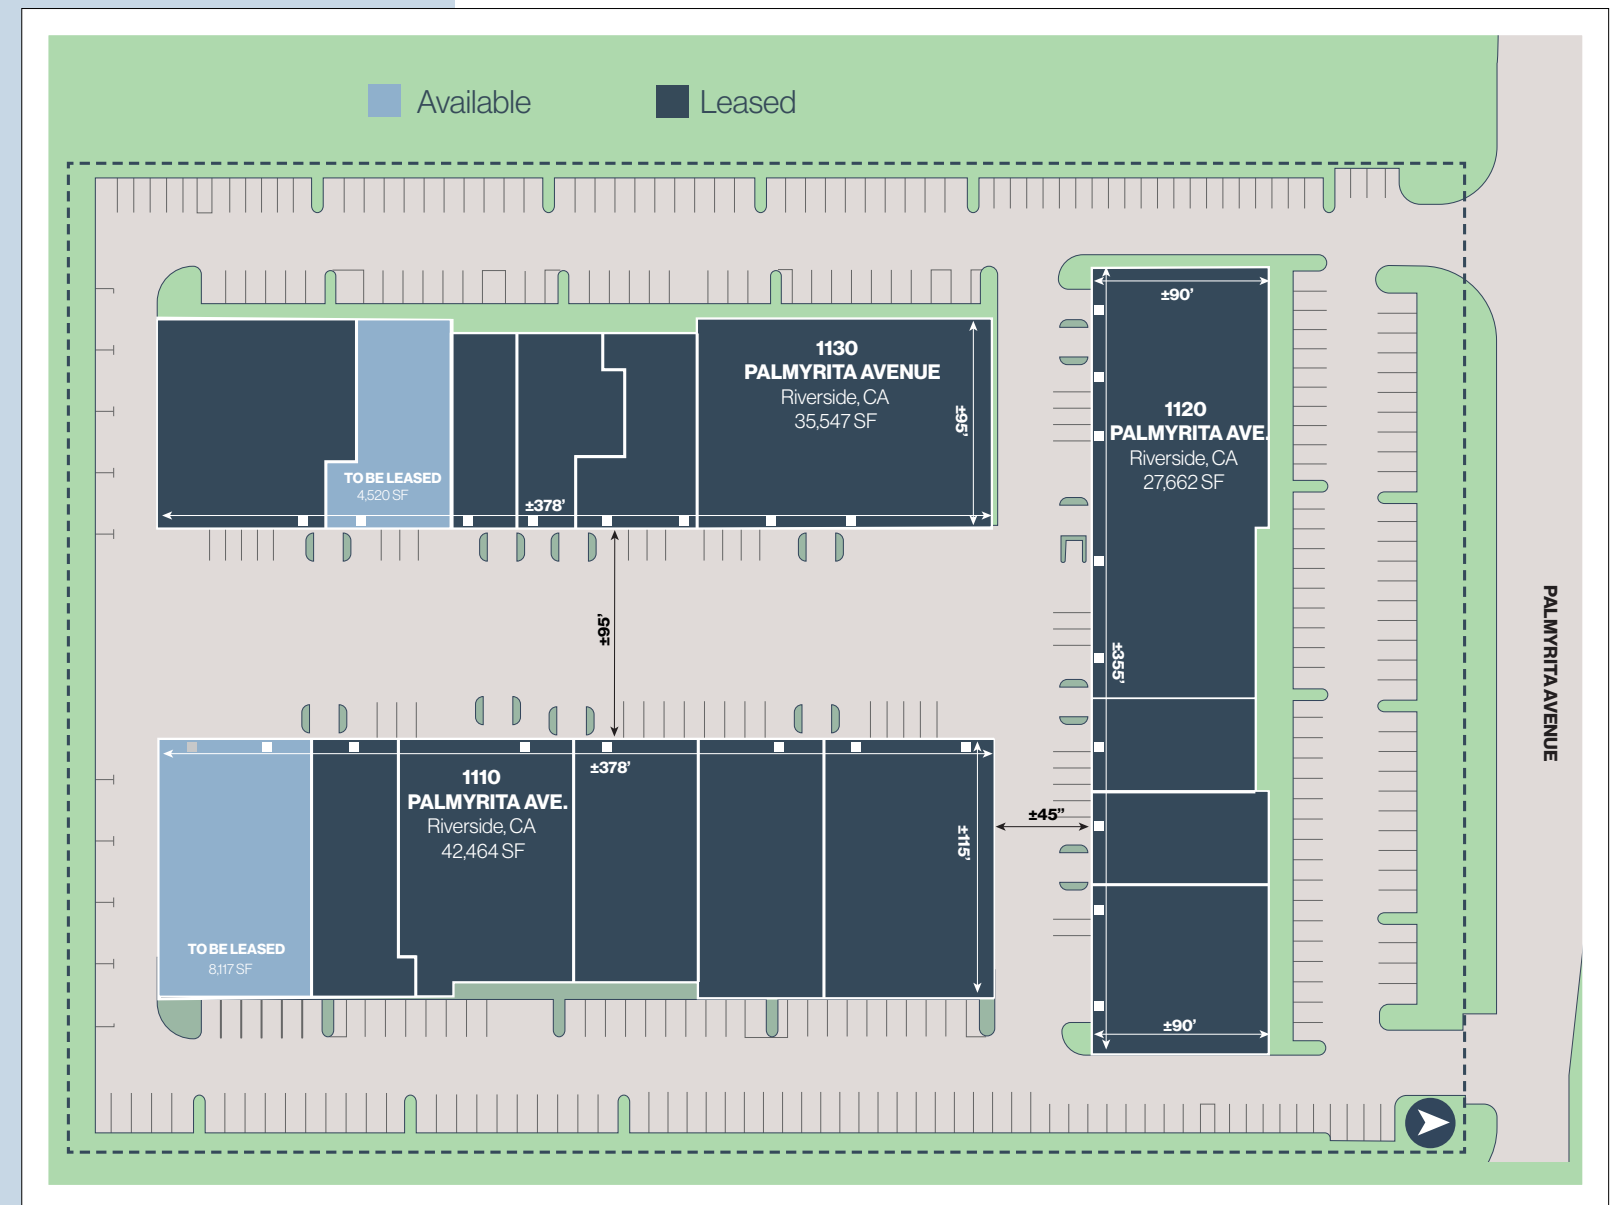 Available
Leased
±90’
1130
PALMYRITA AVENUE
Riverside, CA
35,547 SF
±95’
1120
PALMYRITA AVE.
Riverside, CA
27,662 SF
TO BE LEASED
4,520 SF
±378’
±95’
±355’
PALMYRITA AVENUE
±378’
1110
PALMYRITA AVE.
Riverside, CA
42,464 SF
±115’
±45”
TO BE LEASED
8,117 SF
±90’